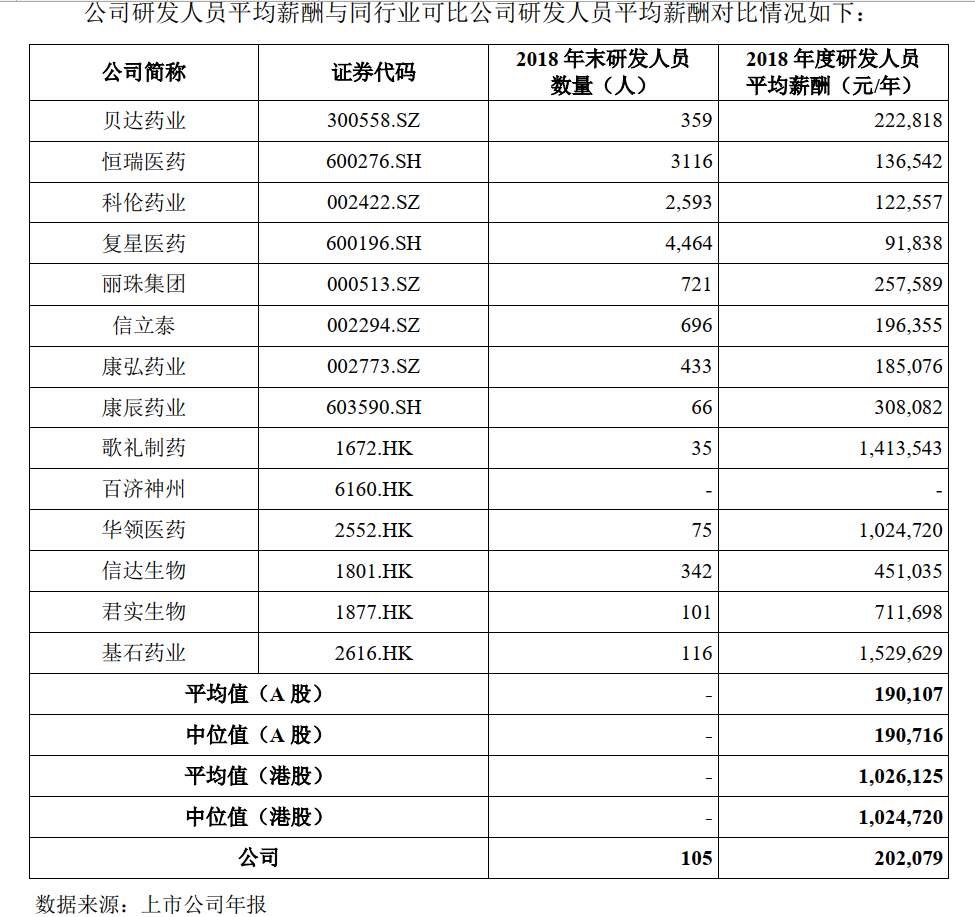 公司研发人员平均薪酬与同行业可比公司研发人员平均薪酬对比情况如下：
公司简称 证券代码 2018 年末研发人员数量（人） 2018 年度研发人员平均薪酬（元/年）
贝达药业 300558.SZ 359 222,818
恒瑞医药 600276.SH 3116 136,542
科伦药业 002422.SZ 2,593 122,557
复星医药 600196.SH 4,464 91,838
丽珠集团 000513.SZ 721 257,589
信立泰 002294.SZ 696 196,355
康弘药业 002773.SZ 433 185,076
康辰药业 603590.SH 66 308,082
歌礼制药 1672.HK 35 1,413,543
百济神州 6160.HK - -
华领医药 2552.HK 75 1,024,720
信达生物 1801.HK 342 451,035
君实生物 1877.HK 101 711,698
基石药业 2616.HK 116 1,529,629
平均值（A 股） - 190,107
中位值（A 股） - 190,716
平均值（港股） - 1,026,125
中位值（港股） - 1,024,720
公司 105 202,079
数据来源：上市公司年报